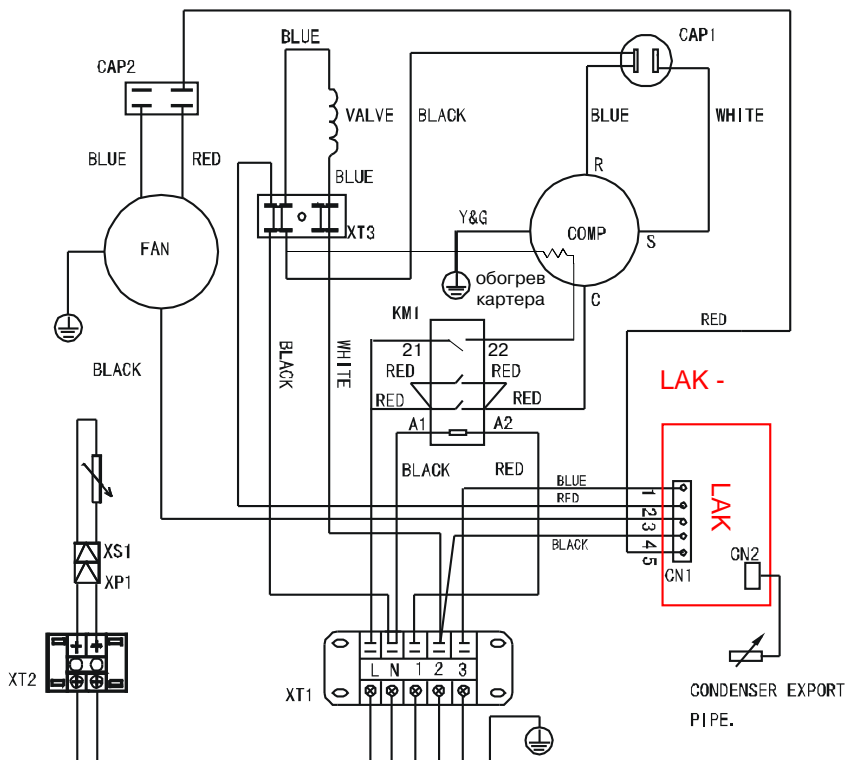 BLUE
CAP1
CAP2
VALVE
BLACK
BLUE
WHITE
BLUE
RED
BLUE
R
XT3
Y&G
COMP
S
FAN
обогрев
картера
C
KM1
RED
21
22
BLACK
BLACK
WHITE
RED
RED
RED
RED
LAK -
A1
A2
BLACK
RED
BLUE
RED
LAK
1
2
3
4
5
BLACK
CN1
CN2
XS1
XP1
XT2
L N 1 2 3
XT1
CONDENSER EXPORT
PIPE.